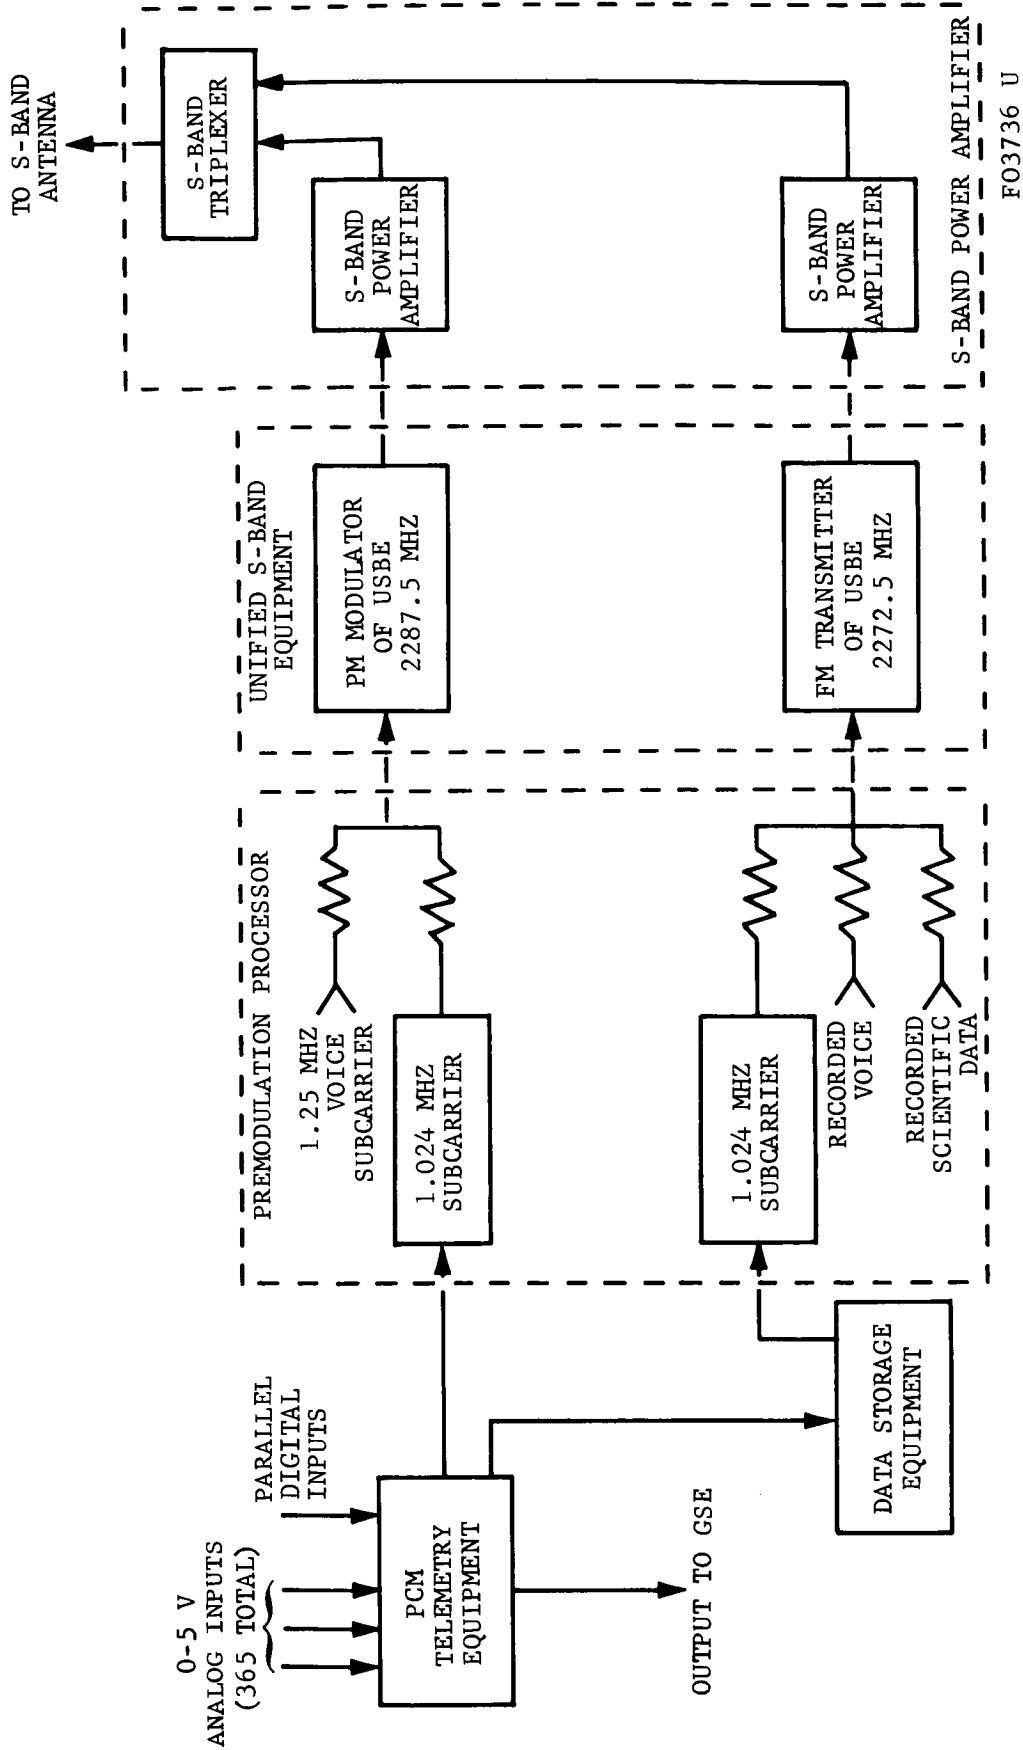 0-5 V
ANALOG INPUTS
(365 TOTAL)
PARALLEL
DIGITAL
INPUTS
PCM
TELEMETRY
EQUIPMENT
OUTPUT TO GSE
DATA STORAGE
EQUIPMENT
PREMODULATION PROCESSOR
1.25 MHZ
VOICE
SUBCARRIER
1.024 MHZ
SUBCARRIER
1.024 MHZ
SUBCARRIER
RECORDED
VOICE
RECORDED
SCIENTIFIC
DATA
UNIFIED S-BAND
EQUIPMENT
PM MODULATOR
OF USBE
2287.5 MHZ
FM TRANSMITTER
OF USBE
2272.5 MHZ
TO S-BAND
ANTENNA
S-BAND
TRIPLEXER
S-BAND
POWER
AMPLIFIER
S-BAND
POWER
AMPLIFIER
S-BAND POWER AMPLIFIER
FO3736 U